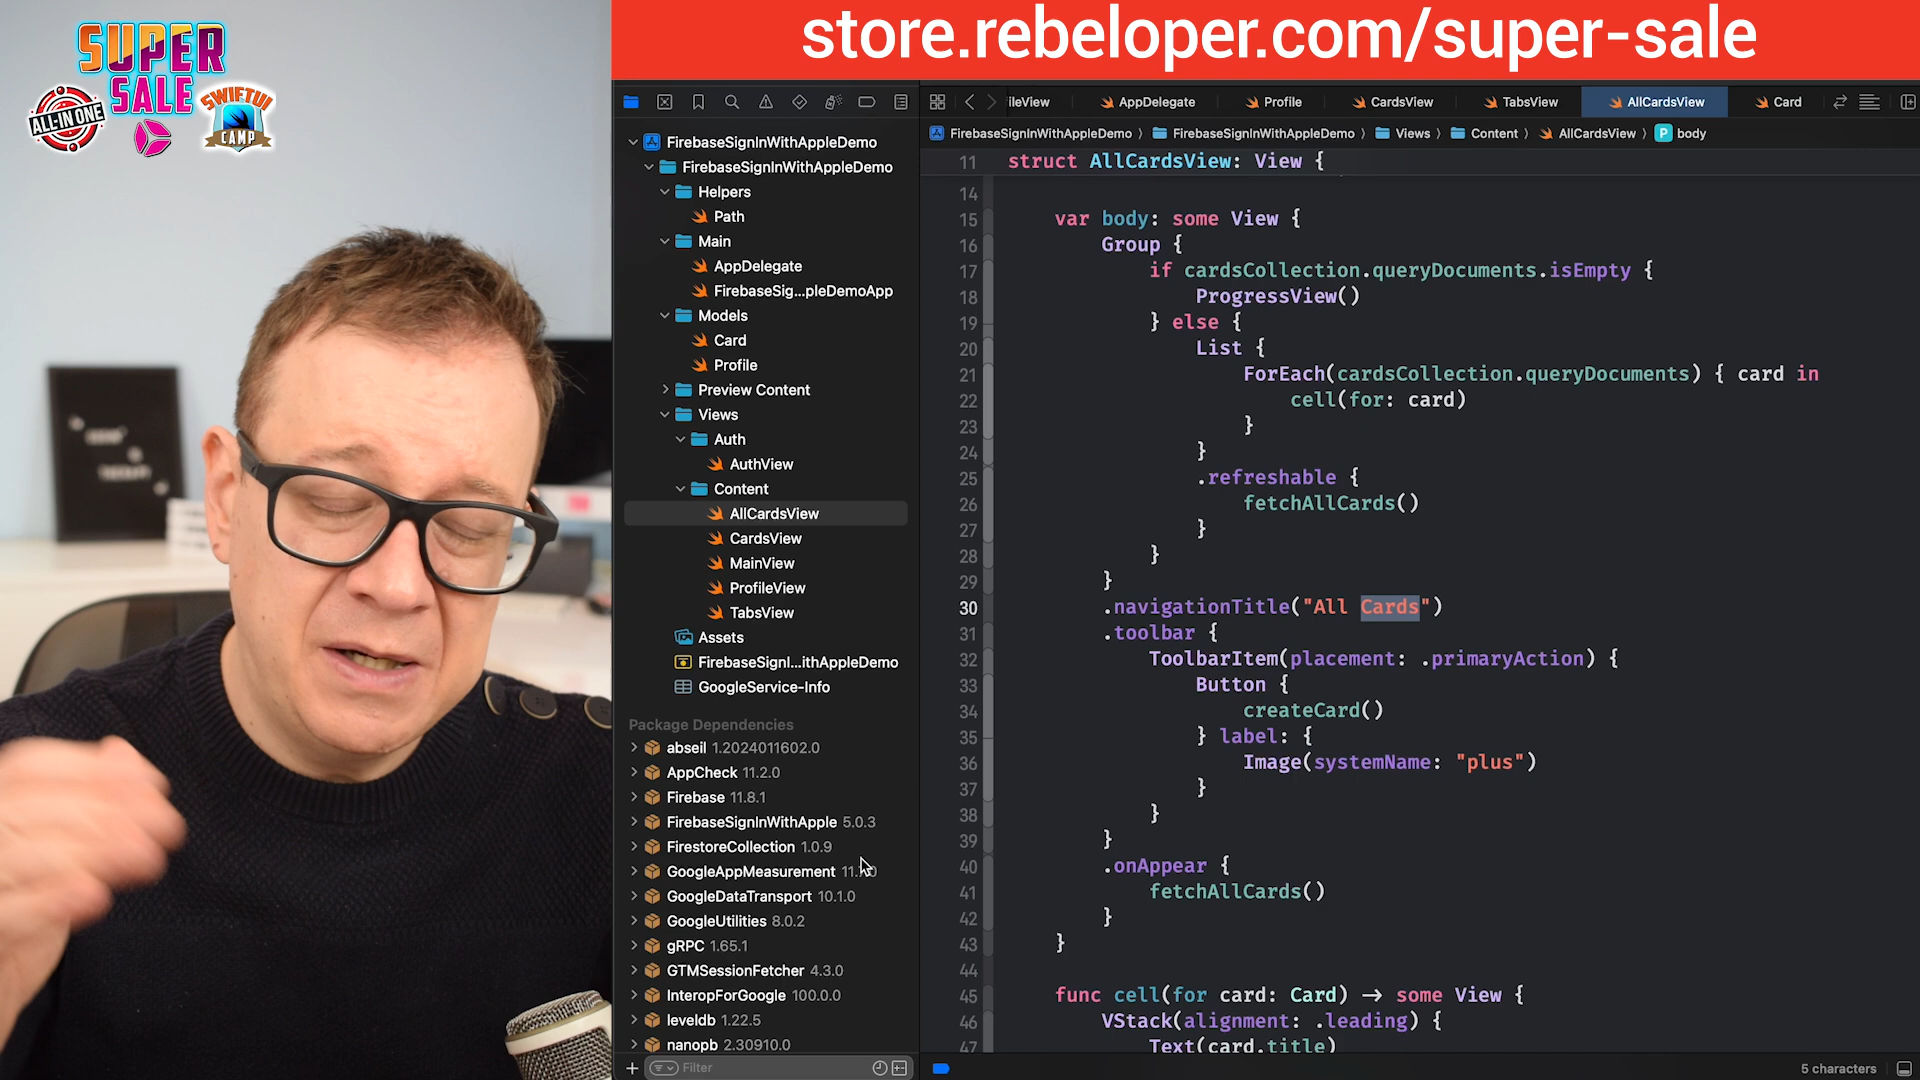 store.rebeloper.com/super-sale
SUPER
SALE
ALL-IN ONE
SWIFTUI
CAMP
ileView
AppDelegate
Profile
CardsView
TabsView
AllCardsView
Card
FirebaseSignInWithAppleDemo
FirebaseSignInWithAppleDemo
Views
Content
AllCardsView
P body
FirebaseSignInWithAppleDemo
FirebaseSignInWithAppleDemo
Helpers
Path
Main
AppDelegate
FirebaseSig...pleDemoApp
Models
Card
Profile
Preview Content
Views
Auth
AuthView
Content
AllCardsView
CardsView
MainView
ProfileView
TabsView
Assets
FirebaseSignI...ithAppleDemo
GoogleService-Info
Package Dependencies
abseil 1.2024011602.0
AppCheck 11.2.0
Firebase 11.8.1
FirebaseSignInWithApple 5.0.3
FirestoreCollection 1.0.9
GoogleAppMeasurement
GoogleDataTransport 10.1.0
GoogleUtilities 8.0.2
gRPC 1.65.1
GTMSessionFetcher 4.3.0
InteropForGoogle 100.0.0
leveldb 1.22.5
nanopb 2.30910.0
Filter
11 struct AllCardsView: View {
14
15 var body: some View {
16 Group {
17 if cardsCollection.queryDocuments.isEmpty {
18 ProgressView()
19 } else {
20 List {
21 ForEach(cardsCollection.queryDocuments) { card in
22 cell(for: card)
23 }
24 }
25 .refreshable {
26 fetchAllCards()
27 }
28 }
29 }
30 .navigationTitle("All Cards")
31 .toolbar {
32 ToolbarItem(placement: .primaryAction) {
33 Button {
34 createCard()
35 } label: {
36 Image(systemName: "plus")
37 }
38 }
39 }
40 .onAppear {
41 fetchAllCards()
42 }
43 }
44
45 func cell(for card: Card) → some View {
46 VStack(alignment: .leading) {
47 Text(card.title)
5 characters